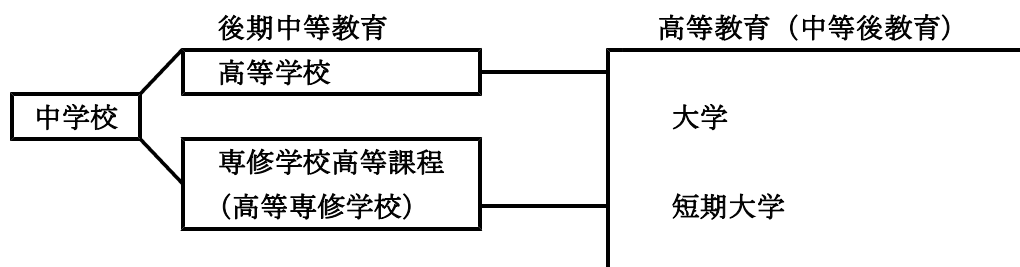 後期中等教育
高等教育（中等後教育）
高等学校
中学校
大学
専修学校高等課程
（高等専修学校）
短期大学